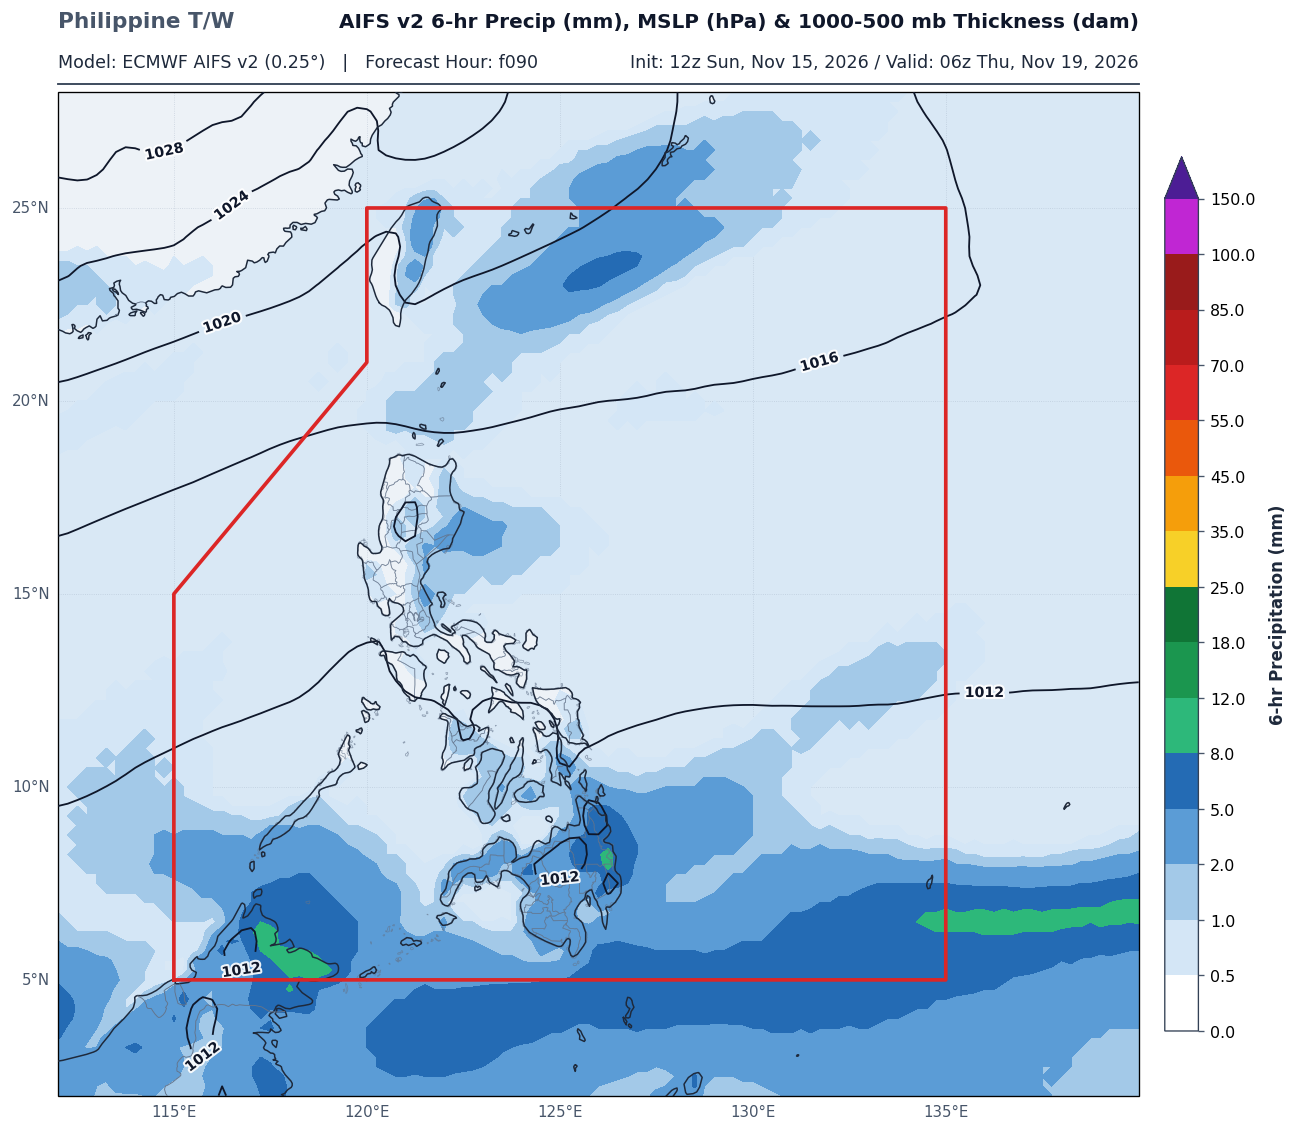 Philippine T/W
AIFS v2 6-hr Precip (mm), MSLP (hPa) & 1000-500 mb Thickness (dam)
Model: ECMWF AIFS v2 (0.25°) | Forecast Hour: f090
Init: 12z Sun, Nov 15, 2026 / Valid: 06z Thu, Nov 19, 2026
1028
1024
1020
1016
1012
1012
1012
1012
25°N
20°N
15°N
10°N
5°N
115°E
120°E
125°E
130°E
135°E
150.0
100.0
85.0
70.0
55.0
45.0
35.0
25.0
18.0
12.0
8.0
5.0
2.0
1.0
0.5
0.0
6-hr Precipitation (mm)